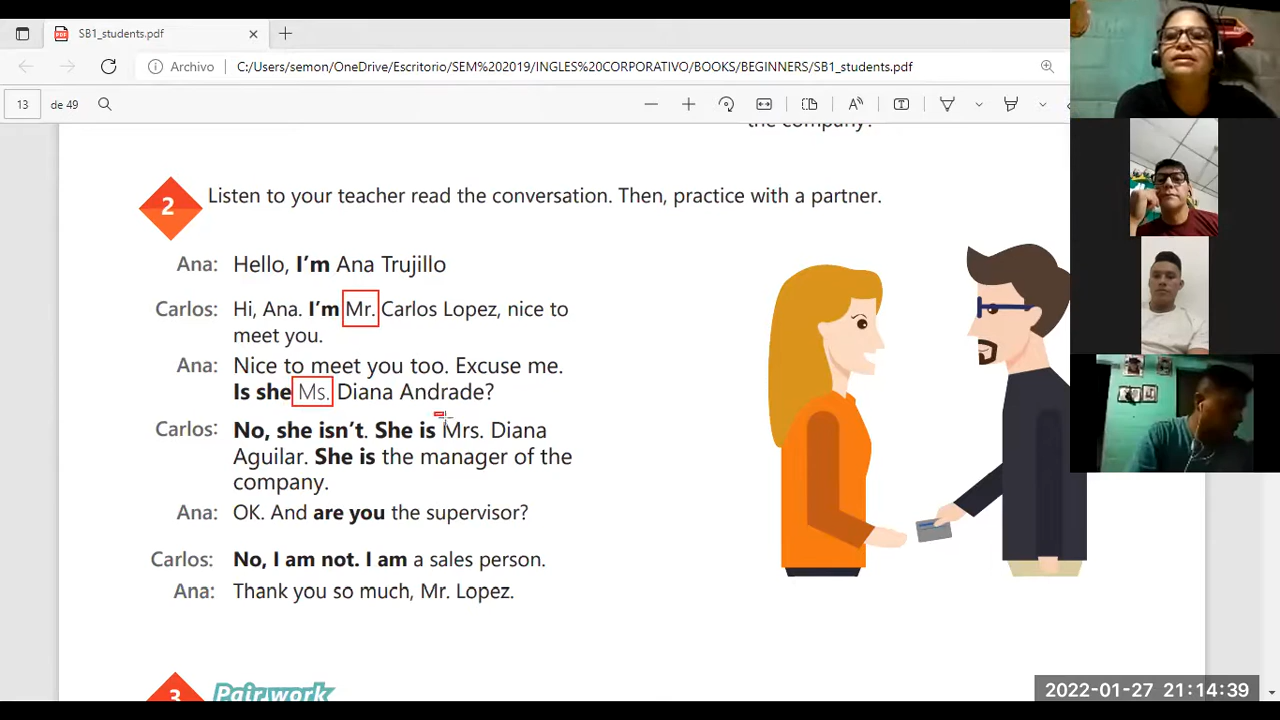 SB1_students.pdf
Archivo
C:/Users/semon/OneDrive/Escritorio/SEM%202019/INGLES%20CORPORATIVO/BOOKS/BEGINNERS/SB1_students.pdf
13 de 49
the company?
2 Listen to your teacher read the conversation. Then, practice with a partner.
Ana: Hello, I'm Ana Trujillo
Carlos: Hi, Ana. I'm Mr. Carlos Lopez, nice to
meet you.
Ana: Nice to meet you too. Excuse me.
Is she Ms. Diana Andrade?
Carlos: No, she isn't. She is Mrs. Diana
Aguilar. She is the manager of the
company.
Ana: OK. And are you the supervisor?
Carlos: No, I am not. I am a sales person.
Ana: Thank you so much, Mr. Lopez.
3 Pair work
2022-01-27 21:14:39